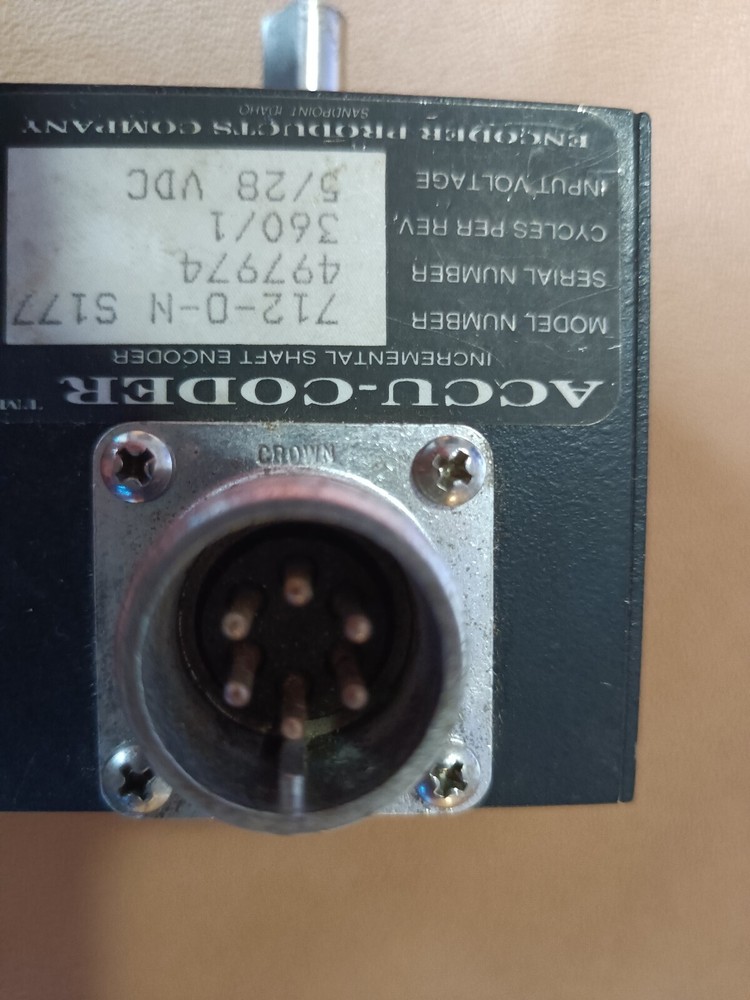 ACCU-CODER TM
INCREMENTAL SHAFT ENCODER
MODEL NUMBER 712-0-N S177
SERIAL NUMBER 497974
CYCLES PER REV. 360/1
INPUT VOLTAGE 5/28 VDC
ENCODER PRODUCTS COMPANY
SANDPOINT IDAHO
CROWN